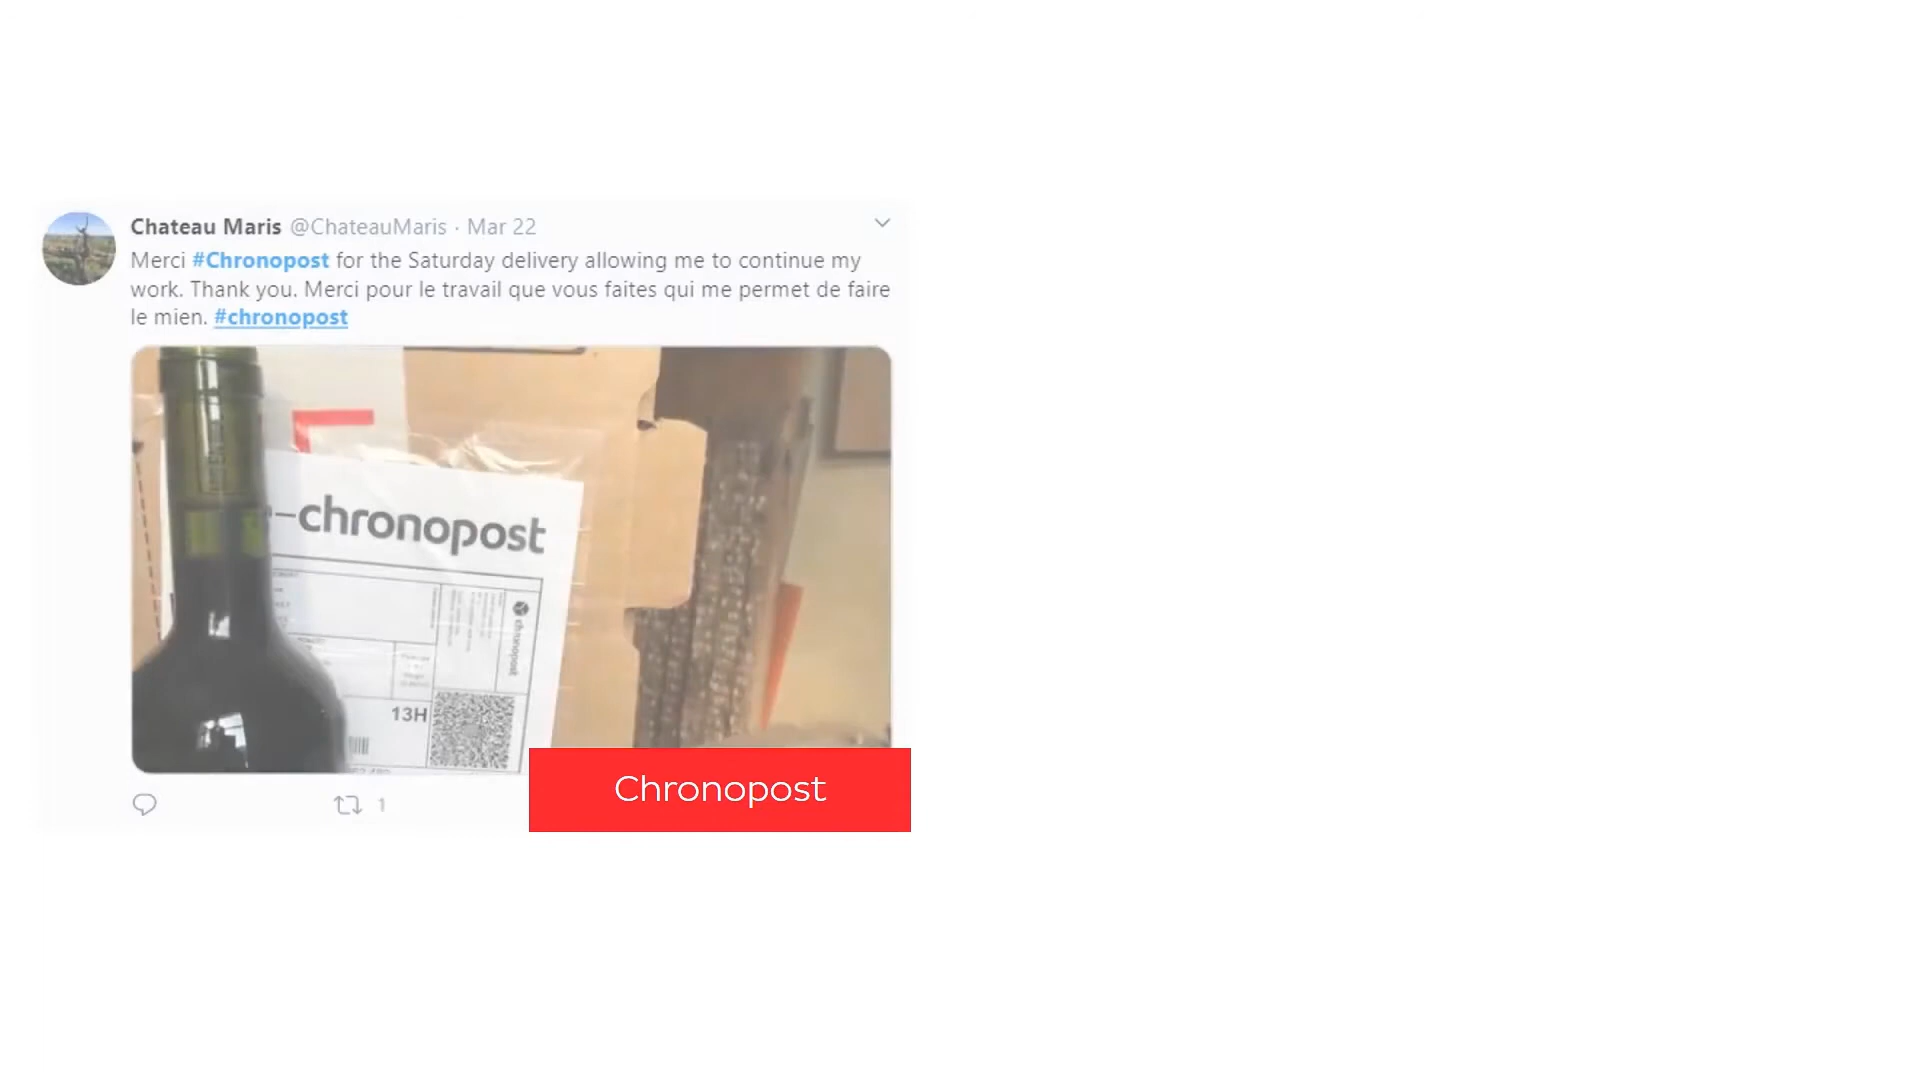 Chateau Maris @ChateauMaris · Mar 22
Merci #Chronopost for the Saturday delivery allowing me to continue my
work. Thank you. Merci pour le travail que vous faites qui me permet de faire
le mien. #chronopost
chronopost
chronopost
13H
1
Chronopost